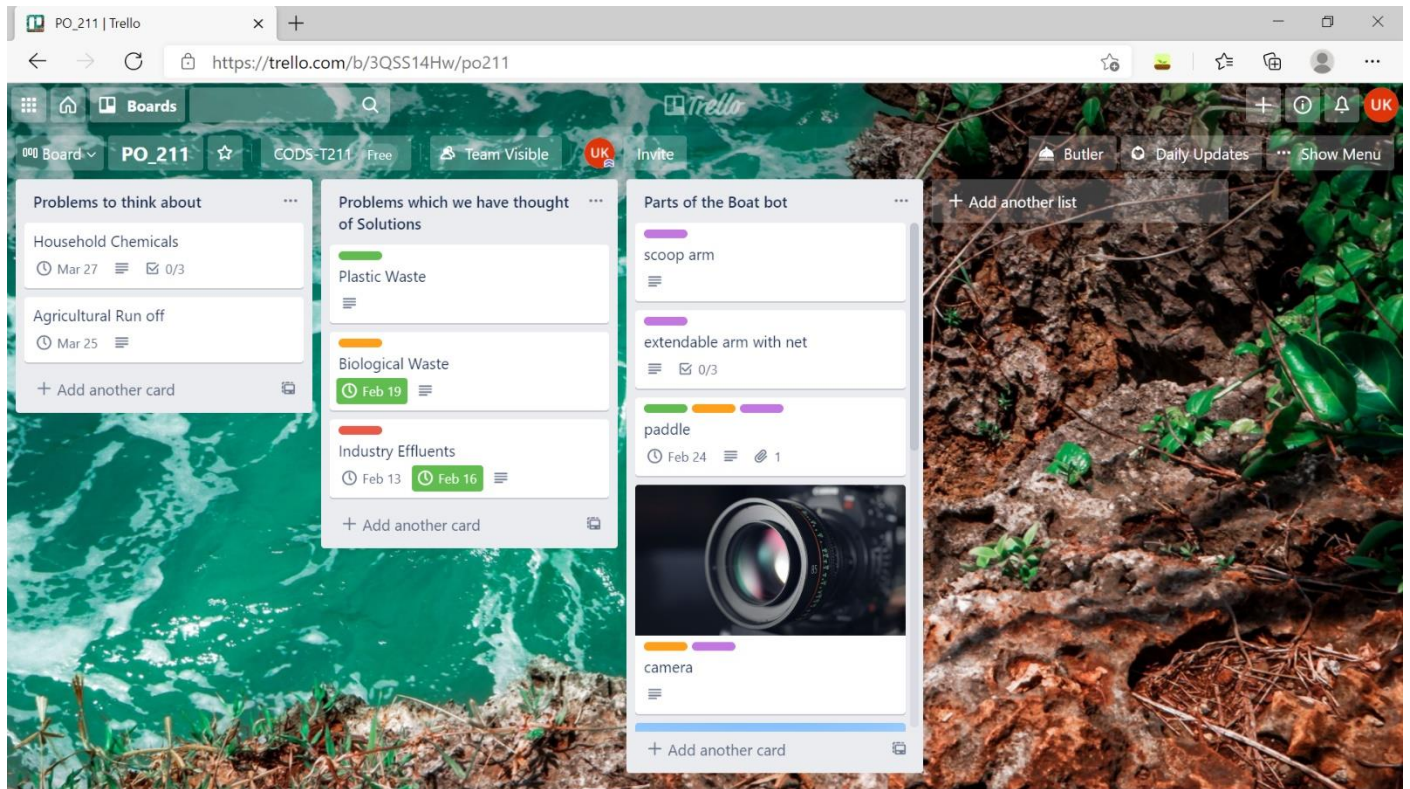 PO_211 | Trello
https://trello.com/b/3QSS14Hw/po211
Boards
Trello
UK
Board
PO_211
CODS-T211 Free
Team Visible
UK
Invite
Butler
Daily Updates
Show Menu
Problems to think about
Household Chemicals
Mar 27 0/3
Agricultural Run off
Mar 25
+ Add another card
Problems which we have thought
of Solutions
Plastic Waste
Biological Waste
Feb 19
Industry Effluents
Feb 13 Feb 16
+ Add another card
Parts of the Boat bot
scoop arm
extendable arm with net
0/3
paddle
Feb 24 1
camera
+ Add another card
+ Add another list